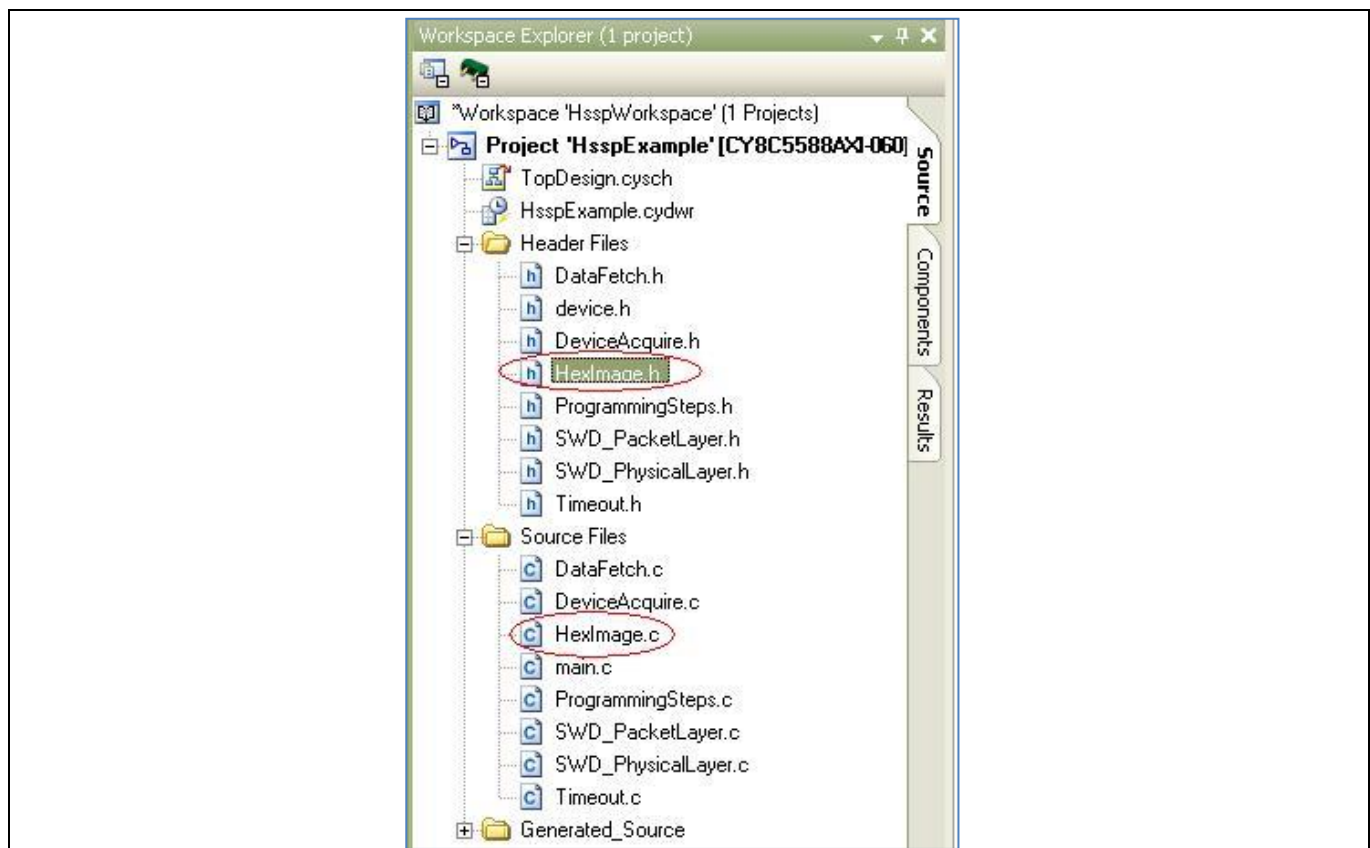 Workspace Explorer (1 project)
"Workspace 'HsspWorkspace' (1 Projects)
Project 'HsspExample' [CY8C5588AXI-060]
TopDesign.cysch
HsspExample.cydwr
Header Files
DataFetch.h
device.h
DeviceAcquire.h
HexImage.h
ProgrammingSteps.h
SWD_PacketLayer.h
SWD_PhysicalLayer.h
Timeout.h
Source Files
DataFetch.c
DeviceAcquire.c
HexImage.c
main.c
ProgrammingSteps.c
SWD_PacketLayer.c
SWD_PhysicalLayer.c
Timeout.c
Generated_Source
Source
Components
Results